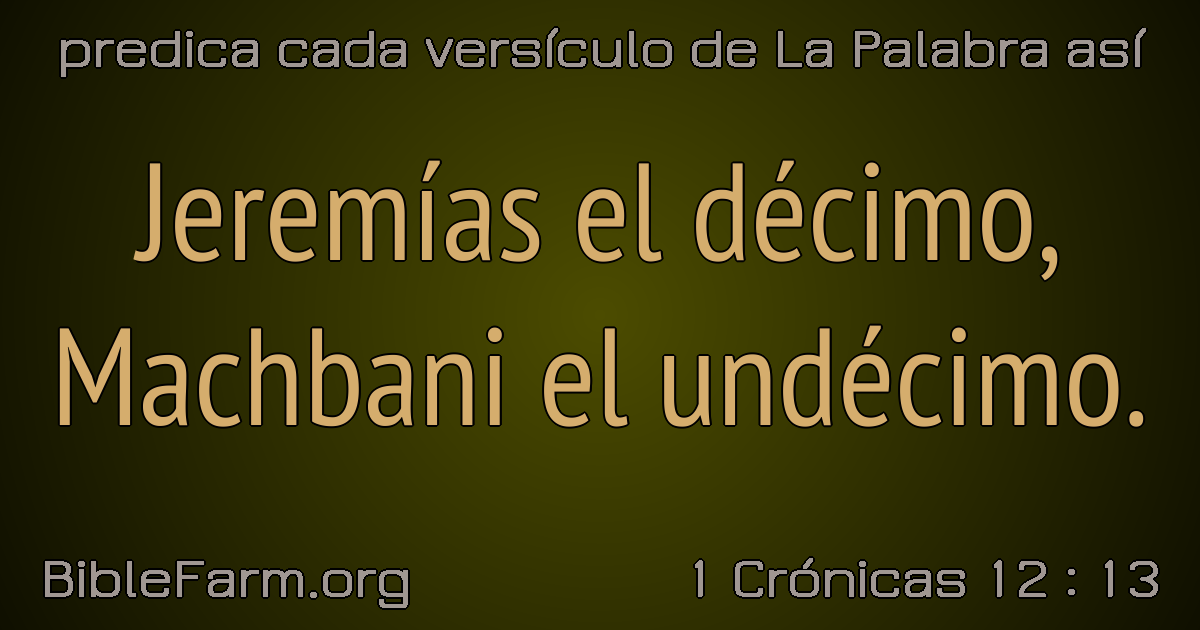 predica cada versículo de La Palabra así
Jeremías el décimo,
Machbani el undécimo.
BibleFarm.org
1 Crónicas 12 : 13